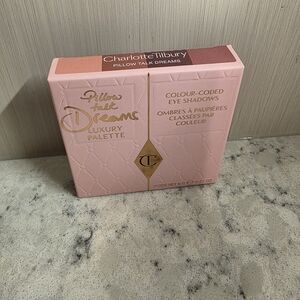 Charlotte Tilbury
PILLOW TALK DREAMS
Pillow
talk
Dreams
LUXURY
PALETTE
COLOUR-CODED
EYE SHADOWS
OMBRES À PAUPIÈRES
CLASSÉES PAR
COULEUR
CT